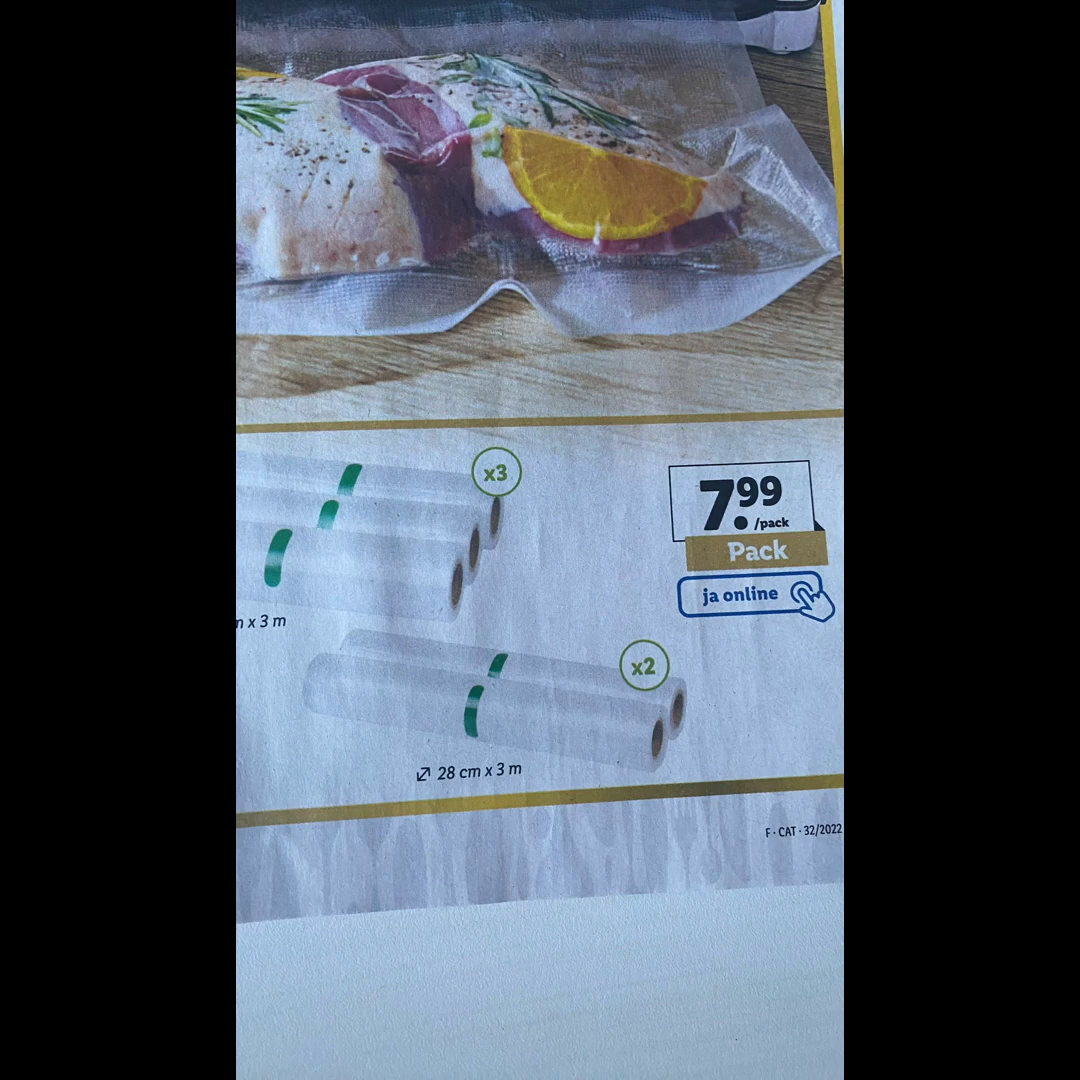 x3
7.99
/pack
Pack
ja online
x 3 m
x2
28 cm x 3 m
F · CAT · 32/2022